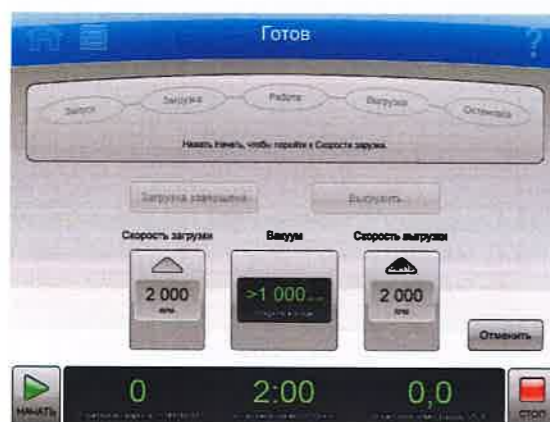 Готов
?
Запуск Загрузка Работа Выгрузка Остановка
Нажать Начать, чтобы перейти к Скорости загрузки.
Загрузка завершена Выгрузить
Скорость загрузки Вакуум Скорость выгрузки
2 000 >1 000 2 000
Отменить
0 2:00 0,0
НАЧАТЬ СТОП